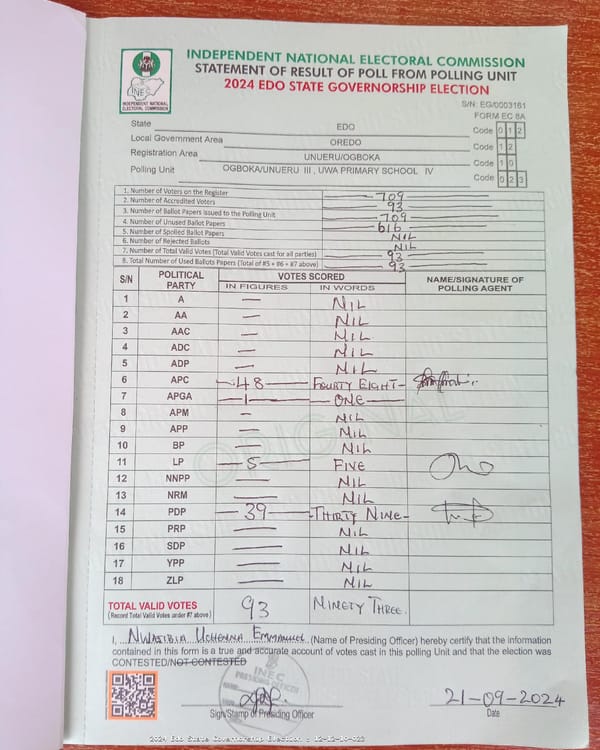 INDEPENDENT NATIONAL ELECTORAL COMMISSION
STATEMENT OF RESULT OF POLL FROM POLLING UNIT
2024 EDO STATE GOVERNORSHIP ELECTION
INEC
INDEPENDENT NATIONAL
ELECTORAL COMMISSION
S/N: EG/0003161
FORM EC 8A
State EDO Code 0 1 2
Local Government Area OREDO Code 1 2
Registration Area UNUERU/OGBOKA Code 1 0
Polling Unit OGBOKA/UNUERU III , UWA PRIMARY SCHOOL IV Code 0 2 3
1. Number of Voters on the Register 709
2. Number of Accredited Voters 93
3. Number of Ballot Papers Issued to the Polling Unit 709
4. Number of Unused Ballot Papers 616
5. Number of Spoiled Ballot Papers NIL
6. Number of Rejected Ballots NIL
7. Number of Total Valid Votes (Total Valid Votes cast for all parties) 93
8. Total Number of Used Ballots Papers (Total of #5 + #6 + #7 above) 93
S/N POLITICAL PARTY VOTES SCORED NAME/SIGNATURE OF POLLING AGENT
IN FIGURES IN WORDS
1 A — NIL
2 AA — NIL
3 AAC — NIL
4 ADC — NIL
5 ADP — NIL
6 APC 48 FOURTY EIGHT
7 APGA 1 ONE
8 APM — NIL
9 APP — NIL
10 BP — NIL
11 LP 5 FIVE
12 NNPP — NIL
13 NRM — NIL
14 PDP 39 THIRTY NINE
15 PRP — NIL
16 SDP — NIL
17 YPP — NIL
18 ZLP — NIL
ORIGINAL
TOTAL VALID VOTES 93 NINETY THREE.
(Record Total Valid Votes under #7 above)
I, NWASIBIA UCHENNA EMMANUEL (Name of Presiding Officer) hereby certify that the information
contained in this form is a true and accurate account of votes cast in this polling Unit and that the election was
CONTESTED/NOT CONTESTED
INEC
PRESIDING OFFICER
21-09-2024
Sign/Stamp of Presiding Officer Date
2024 Edo State Governorship Election : 12-12-10-023